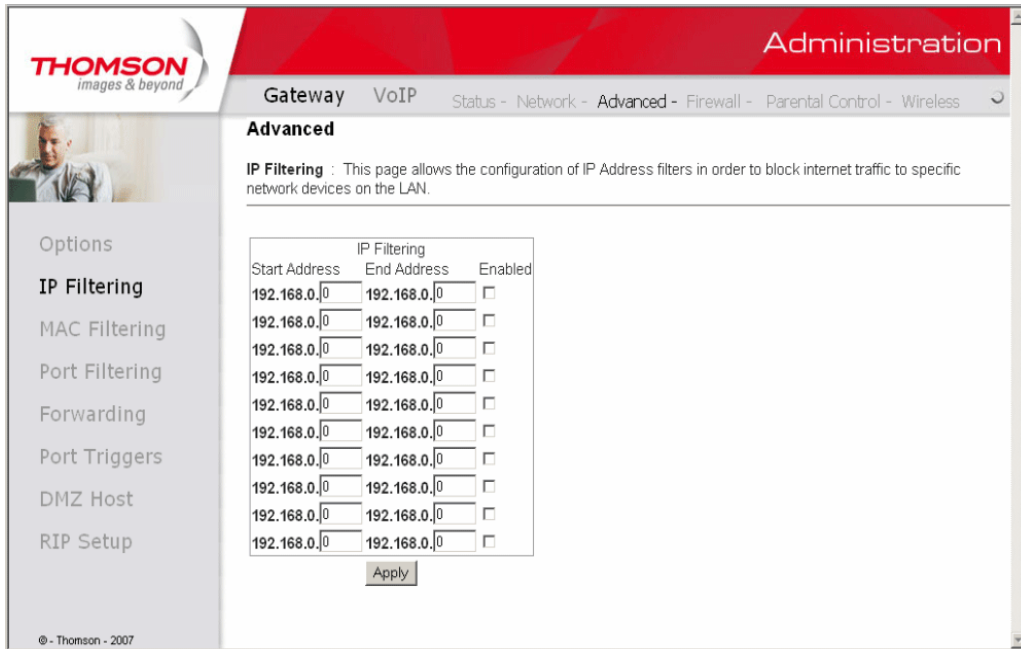 THOMSON
images & beyond
Administration
Gateway VoIP Status - Network - Advanced - Firewall - Parental Control - Wireless
Advanced
IP Filtering : This page allows the configuration of IP Address filters in order to block internet traffic to specific
network devices on the LAN.
Options
IP Filtering
MAC Filtering
Port Filtering
Forwarding
Port Triggers
DMZ Host
RIP Setup
IP Filtering
Start Address End Address Enabled
192.168.0.0 192.168.0.0
192.168.0.0 192.168.0.0
192.168.0.0 192.168.0.0
192.168.0.0 192.168.0.0
192.168.0.0 192.168.0.0
192.168.0.0 192.168.0.0
192.168.0.0 192.168.0.0
192.168.0.0 192.168.0.0
192.168.0.0 192.168.0.0
192.168.0.0 192.168.0.0
Apply
© - Thomson - 2007